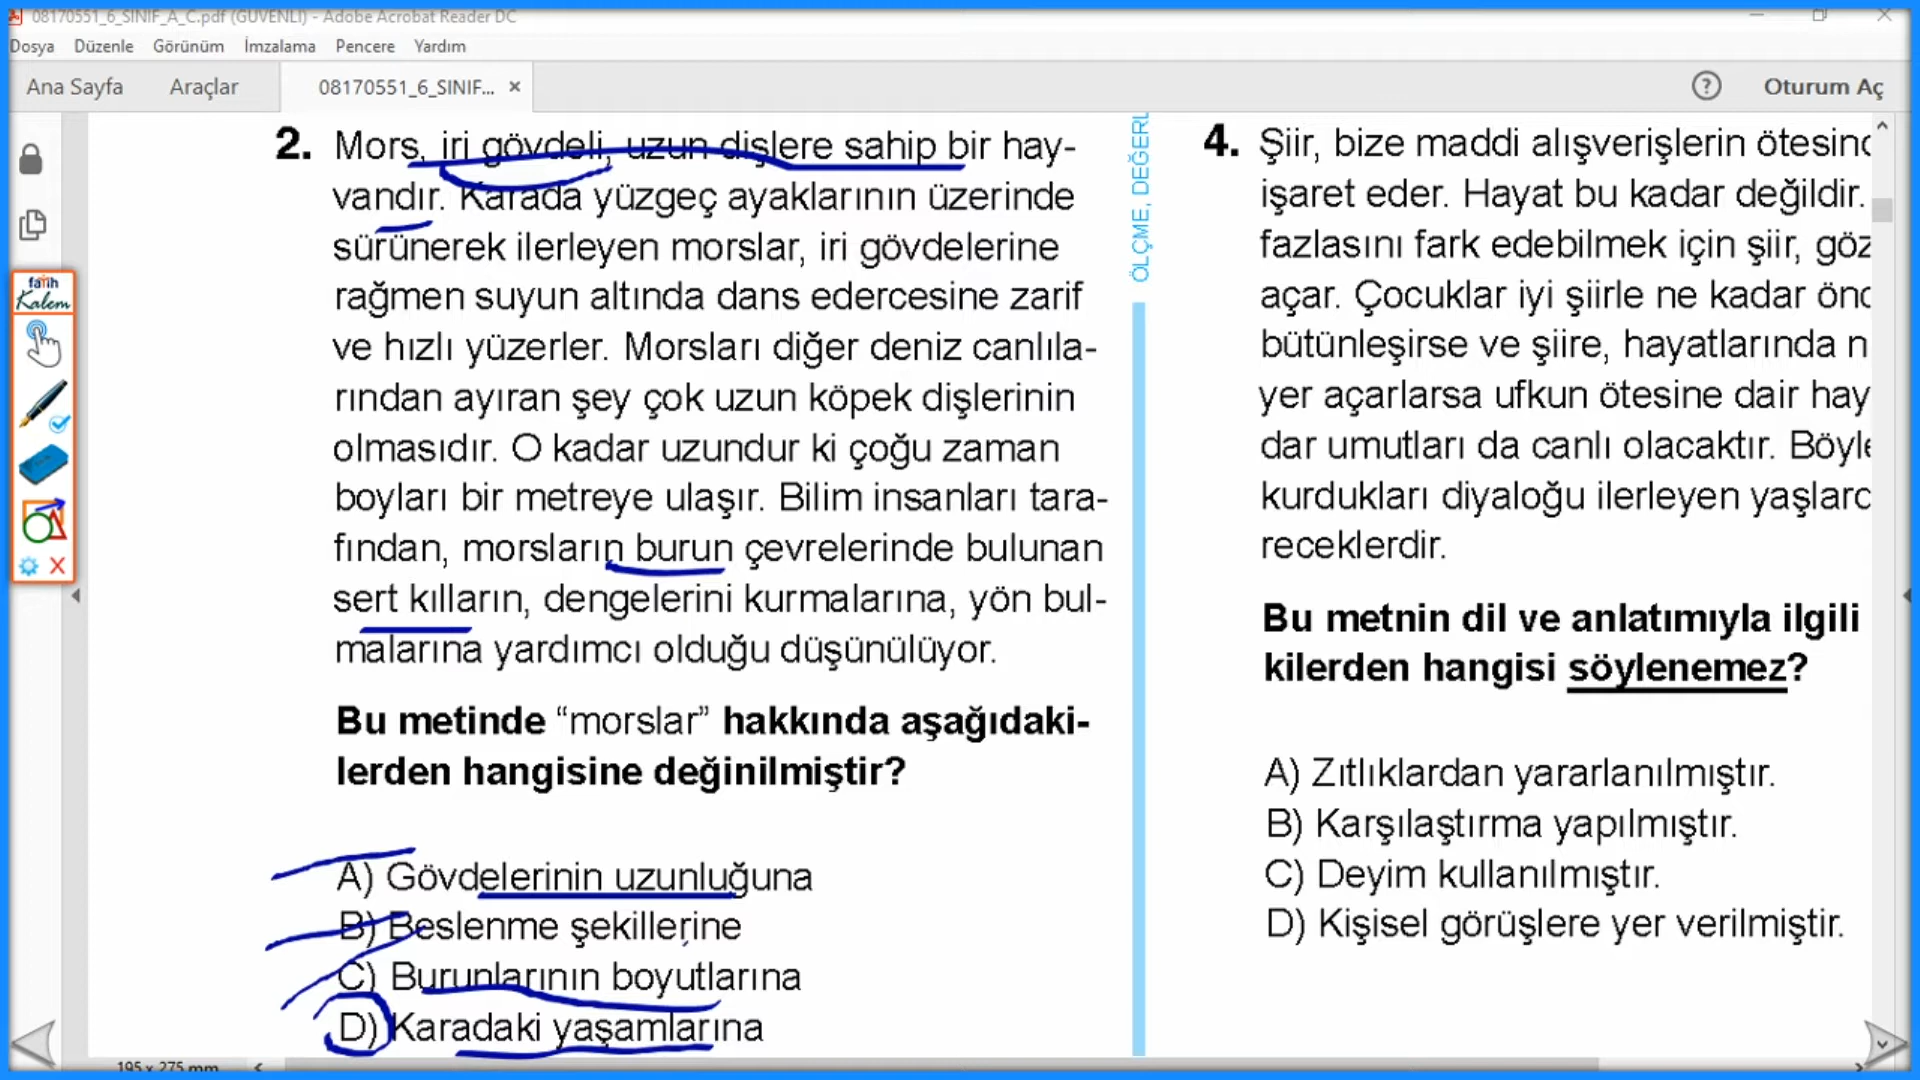 08170551_6_SINIF_A_C.pdf (GÜVENLİ) - Adobe Acrobat Reader DC
Dosya Düzenle Görünüm İmzalama Pencere Yardım
Ana Sayfa Araçlar 08170551_6_SINIF... × ? Oturum Aç
fatih
Kalem
2. Mors, iri gövdeli, uzun dişlere sahip bir hay-
vandır. Karada yüzgeç ayaklarının üzerinde
sürünerek ilerleyen morslar, iri gövdelerine
rağmen suyun altında dans edercesine zarif
ve hızlı yüzerler. Morsları diğer deniz canlıla-
rından ayıran şey çok uzun köpek dişlerinin
olmasıdır. O kadar uzundur ki çoğu zaman
boyları bir metreye ulaşır. Bilim insanları tara-
fından, morsların burun çevrelerinde bulunan
sert kılların, dengelerini kurmalarına, yön bul-
malarına yardımcı olduğu düşünülüyor.
Bu metinde “morslar” hakkında aşağıdaki-
lerden hangisine değinilmiştir?
A) Gövdelerinin uzunluğuna
B) Beslenme şekillerine
C) Burunlarının boyutlarına
D) Karadaki yaşamlarına
ÖLÇME, DEĞERL
4. Şiir, bize maddi alışverişlerin ötesinc
işaret eder. Hayat bu kadar değildir.
fazlasını fark edebilmek için şiir, göz
açar. Çocuklar iyi şiirle ne kadar önc
bütünleşirse ve şiire, hayatlarında n
yer açarlarsa ufkun ötesine dair hay
dar umutları da canlı olacaktır. Böyle
kurdukları diyaloğu ilerleyen yaşlarc
receklerdir.
Bu metnin dil ve anlatımıyla ilgili
kilerden hangisi söylenemez?
A) Zıtlıklardan yararlanılmıştır.
B) Karşılaştırma yapılmıştır.
C) Deyim kullanılmıştır.
D) Kişisel görüşlere yer verilmiştir.
195 x 275 mm